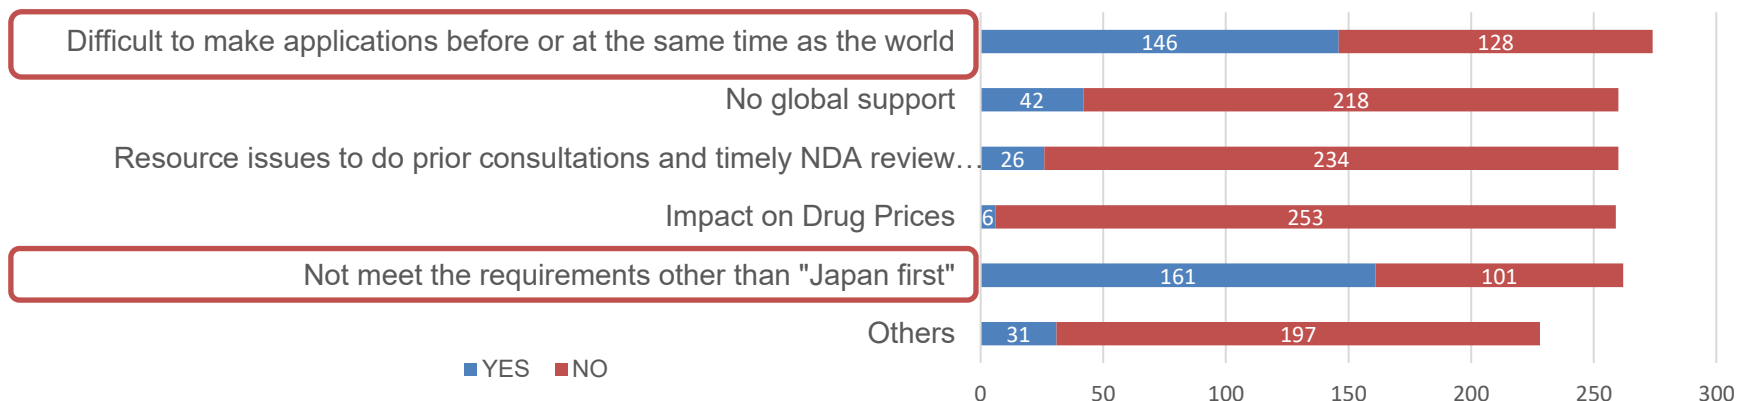 Difficult to make applications before or at the same time as the world
146 128
No global support
42 218
Resource issues to do prior consultations and timely NDA review…
26 234
Impact on Drug Prices
6 253
Not meet the requirements other than "Japan first"
161 101
Others
31 197
YES NO
0 50 100 150 200 250 300